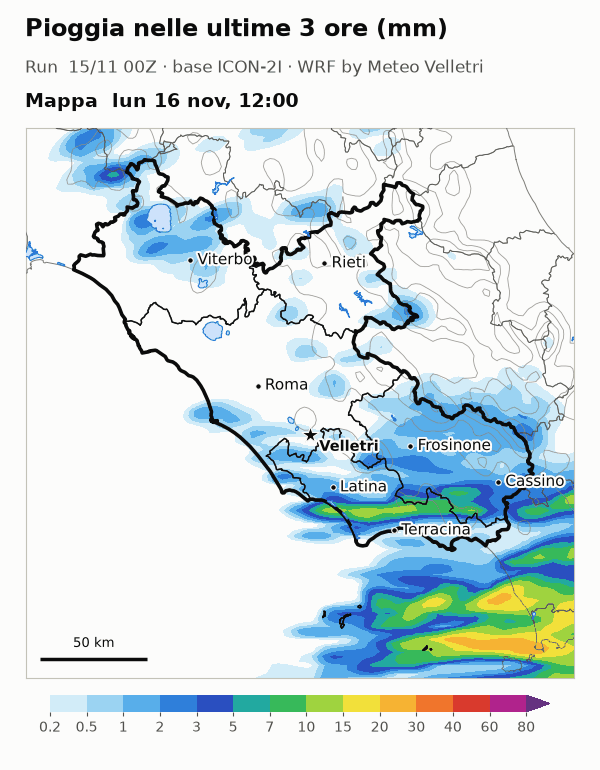 Pioggia nelle ultime 3 ore (mm)
Run 15/11 00Z · base ICON-2I · WRF by Meteo Velletri
Mappa lun 16 nov, 12:00
Viterbo
Rieti
Roma
Velletri
Frosinone
Cassino
Latina
Terracina
50 km
0.2 0.5 1 2 3 5 7 10 15 20 30 40 60 80